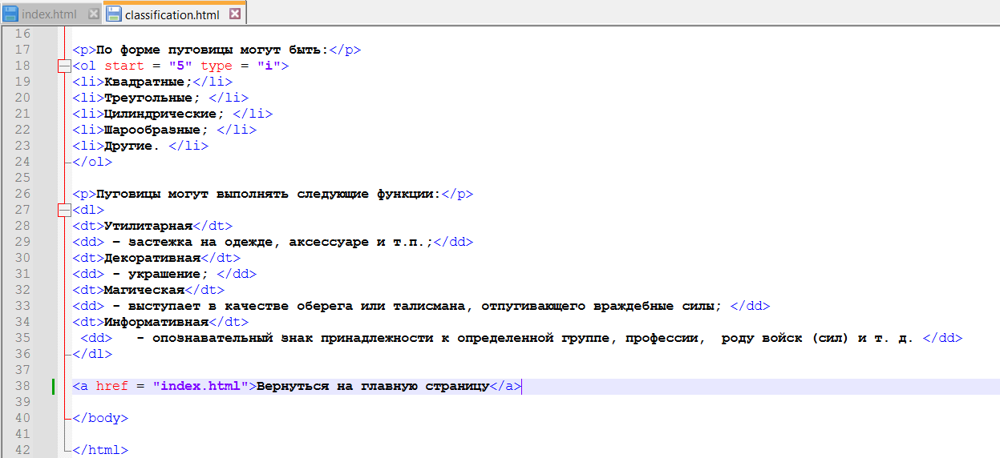 index.html classification.html
16
17 <p>По форме пуговицы могут быть:</p>
18 <ol start = "5" type = "i">
19 <li>Квадратные;</li>
20 <li>Треугольные; </li>
21 <li>Цилиндрические; </li>
22 <li>Шарообразные; </li>
23 <li>Другие. </li>
24 </ol>
25
26 <p>Пуговицы могут выполнять следующие функции:</p>
27 <dl>
28 <dt>Утилитарная</dt>
29 <dd> – застежка на одежде, аксессуаре и т.п.;</dd>
30 <dt>Декоративная</dt>
31 <dd> - украшение; </dd>
32 <dt>Магическая</dt>
33 <dd> - выступает в качестве оберега или талисмана, отпугивающего враждебные силы; </dd>
34 <dt>Информативная</dt>
35 <dd>   - опознавательный знак принадлежности к определенной группе, профессии,  роду войск (сил) и т. д. </dd>
36 </dl>
37
38 <a href = "index.html">Вернуться на главную страницу</a>
39
40 </body>
41
42 </html>